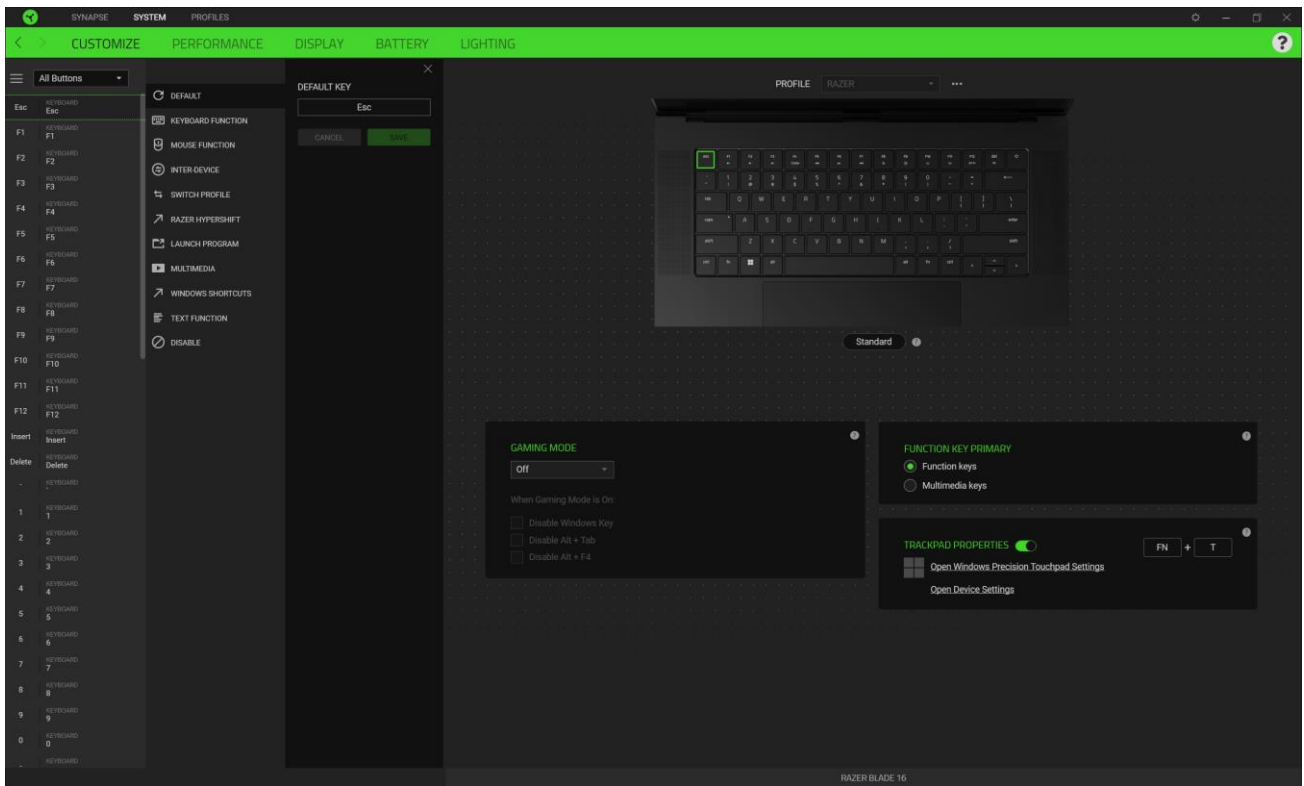 SYNAPSE SYSTEM PROFILES
CUSTOMIZE PERFORMANCE DISPLAY BATTERY LIGHTING ?
All Buttons
Esc KEYBOARD Esc
F1 KEYBOARD F1
F2 KEYBOARD F2
F3 KEYBOARD F3
F4 KEYBOARD F4
F5 KEYBOARD F5
F6 KEYBOARD F6
F7 KEYBOARD F7
F8 KEYBOARD F8
F9 KEYBOARD F9
F10 KEYBOARD F10
F11 KEYBOARD F11
F12 KEYBOARD F12
Insert KEYBOARD Insert
Delete KEYBOARD Delete
KEYBOARD
1 KEYBOARD 1
2 KEYBOARD 2
3 KEYBOARD 3
4 KEYBOARD 4
5 KEYBOARD 5
6 KEYBOARD 6
7 KEYBOARD 7
8 KEYBOARD 8
9 KEYBOARD 9
0 KEYBOARD 0
KEYBOARD
DEFAULT
KEYBOARD FUNCTION
MOUSE FUNCTION
INTER-DEVICE
SWITCH PROFILE
RAZER HYPERSHIFT
LAUNCH PROGRAM
MULTIMEDIA
WINDOWS SHORTCUTS
TEXT FUNCTION
DISABLE
DEFAULT KEY
Esc
CANCEL SAVE
PROFILE RAZER
Q W E R T Y U I O P
A S D F G H J K L
Z X C V B N M
Standard
GAMING MODE
Off
When Gaming Mode is On:
Disable Windows Key
Disable Alt + Tab
Disable Alt + F4
FUNCTION KEY PRIMARY
Function keys
Multimedia keys
TRACKPAD PROPERTIES FN + T
Open Windows Precision Touchpad Settings
Open Device Settings
RAZER BLADE 16